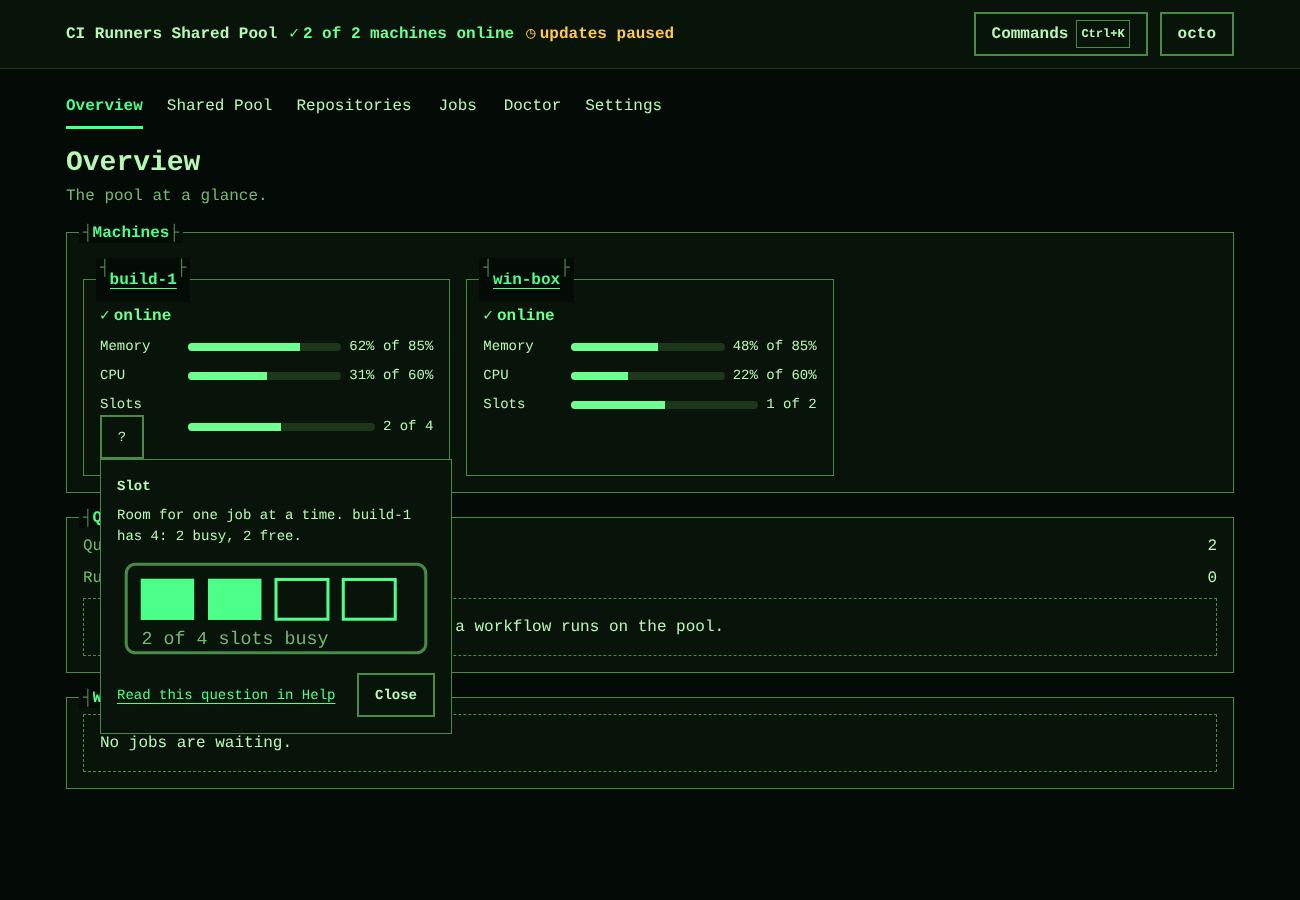 CI Runners Shared Pool ✓ 2 of 2 machines online ◷ updates paused Commands Ctrl+K octo
Overview Shared Pool Repositories Jobs Doctor Settings
Overview
The pool at a glance.
Machines
build-1
✓ online
Memory 62% of 85%
CPU 31% of 60%
Slots
? 2 of 4
win-box
✓ online
Memory 48% of 85%
CPU 22% of 60%
Slots 1 of 2
Slot
Room for one job at a time. build-1
has 4: 2 busy, 2 free.
2 of 4 slots busy
Read this question in Help Close
2
0
a workflow runs on the pool.
No jobs are waiting.